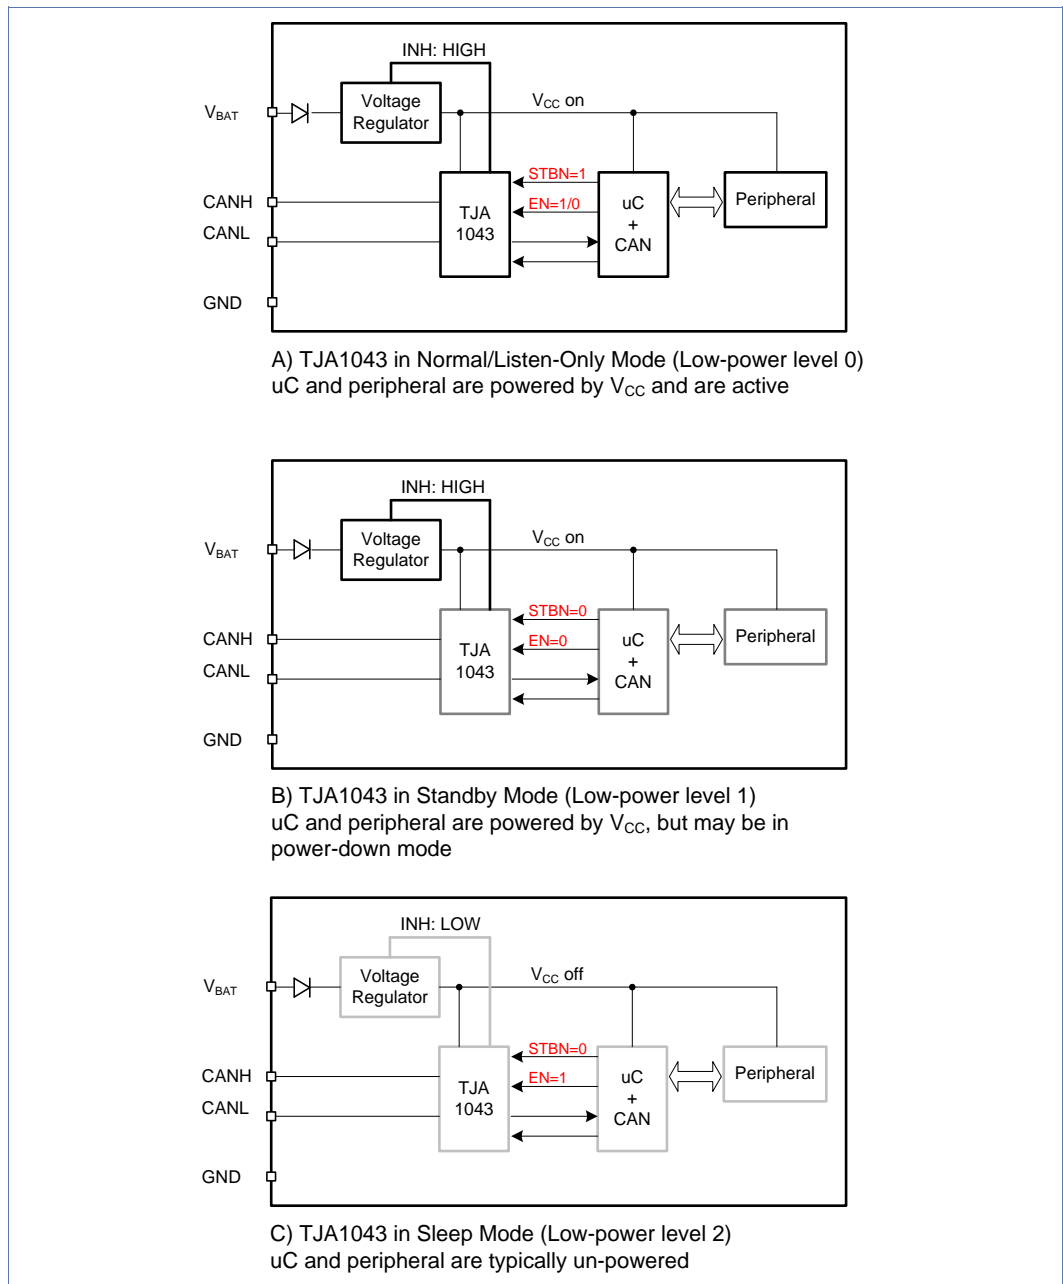 INH: HIGH
Voltage
Regulator
VBAT
VCC on
CANH
CANL
GND
TJA
1043
STBN=1
EN=1/0
uC
+
CAN
Peripheral
A) TJA1043 in Normal/Listen-Only Mode (Low-power level 0)
uC and peripheral are powered by VCC and are active
INH: HIGH
Voltage
Regulator
VBAT
VCC on
CANH
CANL
GND
TJA
1043
STBN=0
EN=0
uC
+
CAN
Peripheral
B) TJA1043 in Standby Mode (Low-power level 1)
uC and peripheral are powered by VCC, but may be in
power-down mode
INH: LOW
Voltage
Regulator
VBAT
VCC off
CANH
CANL
GND
TJA
1043
STBN=0
EN=1
uC
+
CAN
Peripheral
C) TJA1043 in Sleep Mode (Low-power level 2)
uC and peripheral are typically un-powered